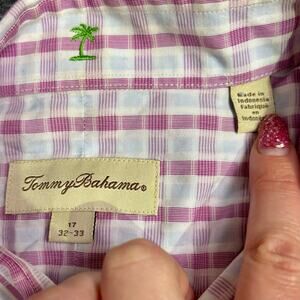 Made in
Indonesia
Fabriqué
en
Indonésie
Tommy Bahama®
17
32-33